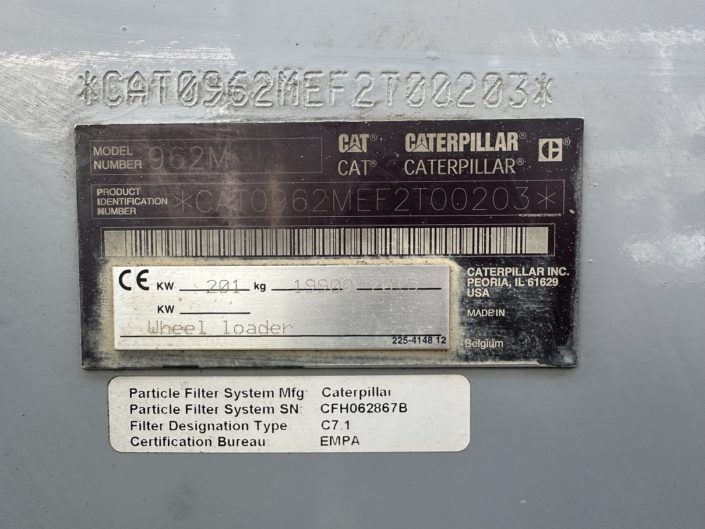 *CAT0962MEF2T00203*
MODEL NUMBER 962M
CAT® CATERPILLAR®
CAT® CATERPILLAR®
PRODUCT IDENTIFICATION NUMBER *CAT0962MEF2T00203*
CE KW 201 kg 19900
KW
Wheel loader
225-4148 12
CATERPILLAR INC.
PEORIA, IL 61629
USA
MADE IN
Belgium
Particle Filter System Mfg: Caterpillar
Particle Filter System SN: CFH062867B
Filter Designation Type: C7.1
Certification Bureau: EMPA